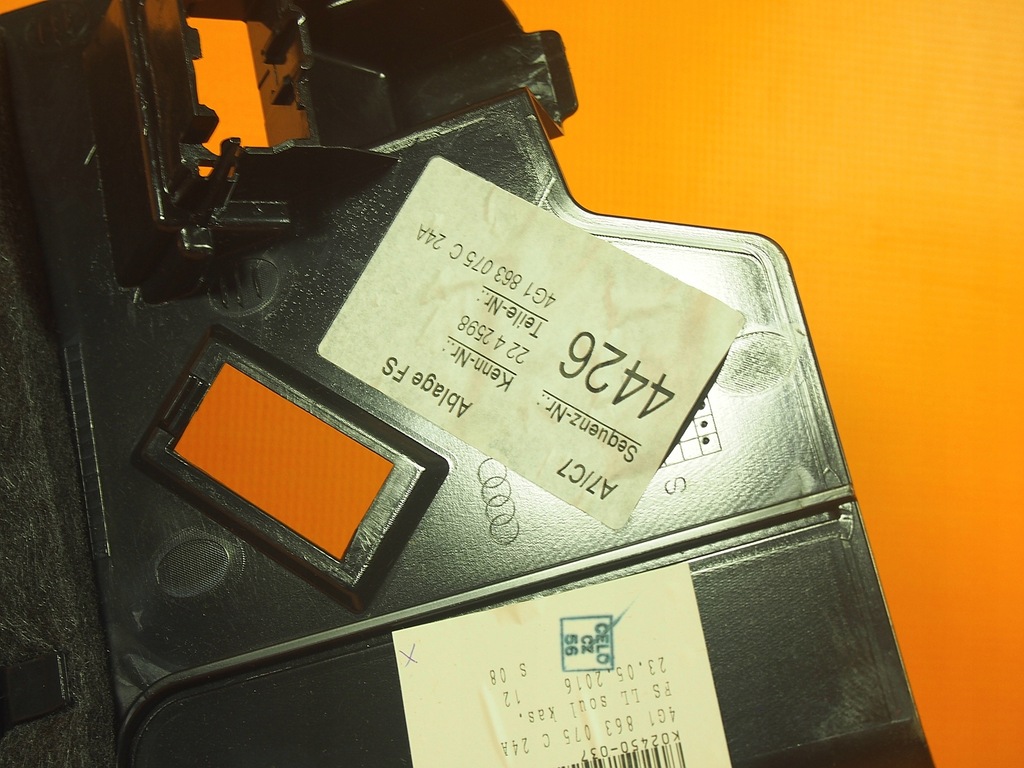 A7/C7
Ablage FS
Sequenz-Nr.:
4426
Kenn-Nr.:
22 4 2598
Teile-Nr.:
4G1 863 075 C 24A
S
K02450-037
4G1 863 075 C 24A
FS LL soul kas.
23.05.2016 12
S 08
CELD
CZ
56
X